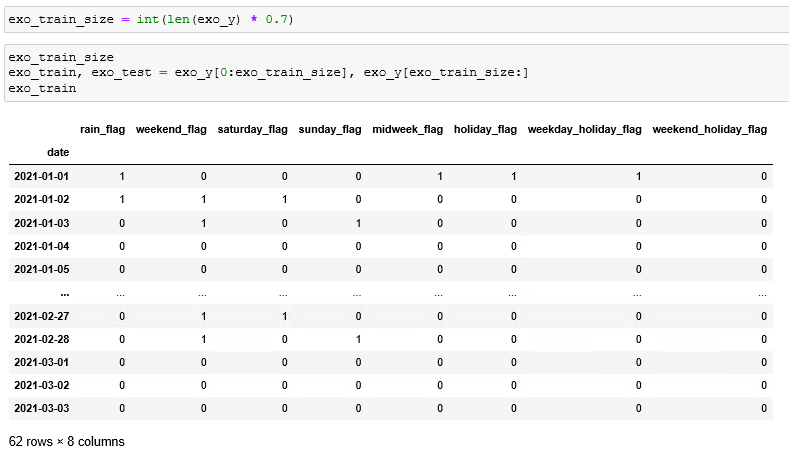 exo_train_size = int(len(exo_y) * 0.7)
exo_train_size
exo_train, exo_test = exo_y[0:exo_train_size], exo_y[exo_train_size:]
exo_train
rain_flag weekend_flag saturday_flag sunday_flag midweek_flag holiday_flag weekday_holiday_flag weekend_holiday_flag
date
2021-01-01 1 0 0 0 1 1 1 0
2021-01-02 1 1 1 0 0 0 0 0
2021-01-03 0 1 0 1 0 0 0 0
2021-01-04 0 0 0 0 0 0 0 0
2021-01-05 0 0 0 0 0 0 0 0
... ... ... ... ... ... ... ... ...
2021-02-27 0 1 1 0 0 0 0 0
2021-02-28 0 1 0 1 0 0 0 0
2021-03-01 0 0 0 0 0 0 0 0
2021-03-02 0 0 0 0 0 0 0 0
2021-03-03 0 0 0 0 0 0 0 0
62 rows × 8 columns